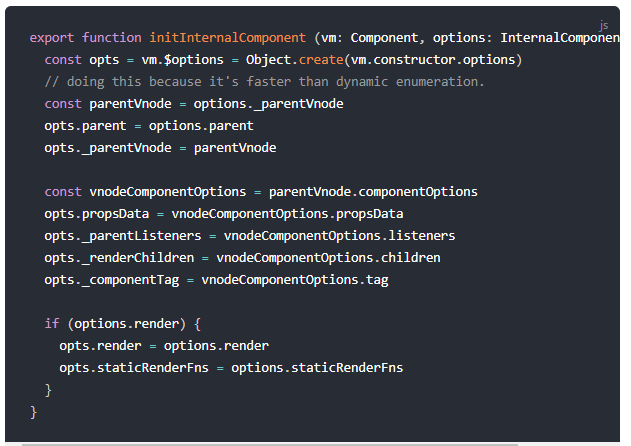 js
export function initInternalComponent (vm: Component, options: InternalComponen
  const opts = vm.$options = Object.create(vm.constructor.options)
  // doing this because it's faster than dynamic enumeration.
  const parentVnode = options._parentVnode
  opts.parent = options.parent
  opts._parentVnode = parentVnode

  const vnodeComponentOptions = parentVnode.componentOptions
  opts.propsData = vnodeComponentOptions.propsData
  opts._parentListeners = vnodeComponentOptions.listeners
  opts._renderChildren = vnodeComponentOptions.children
  opts._componentTag = vnodeComponentOptions.tag

  if (options.render) {
    opts.render = options.render
    opts.staticRenderFns = options.staticRenderFns
  }
}